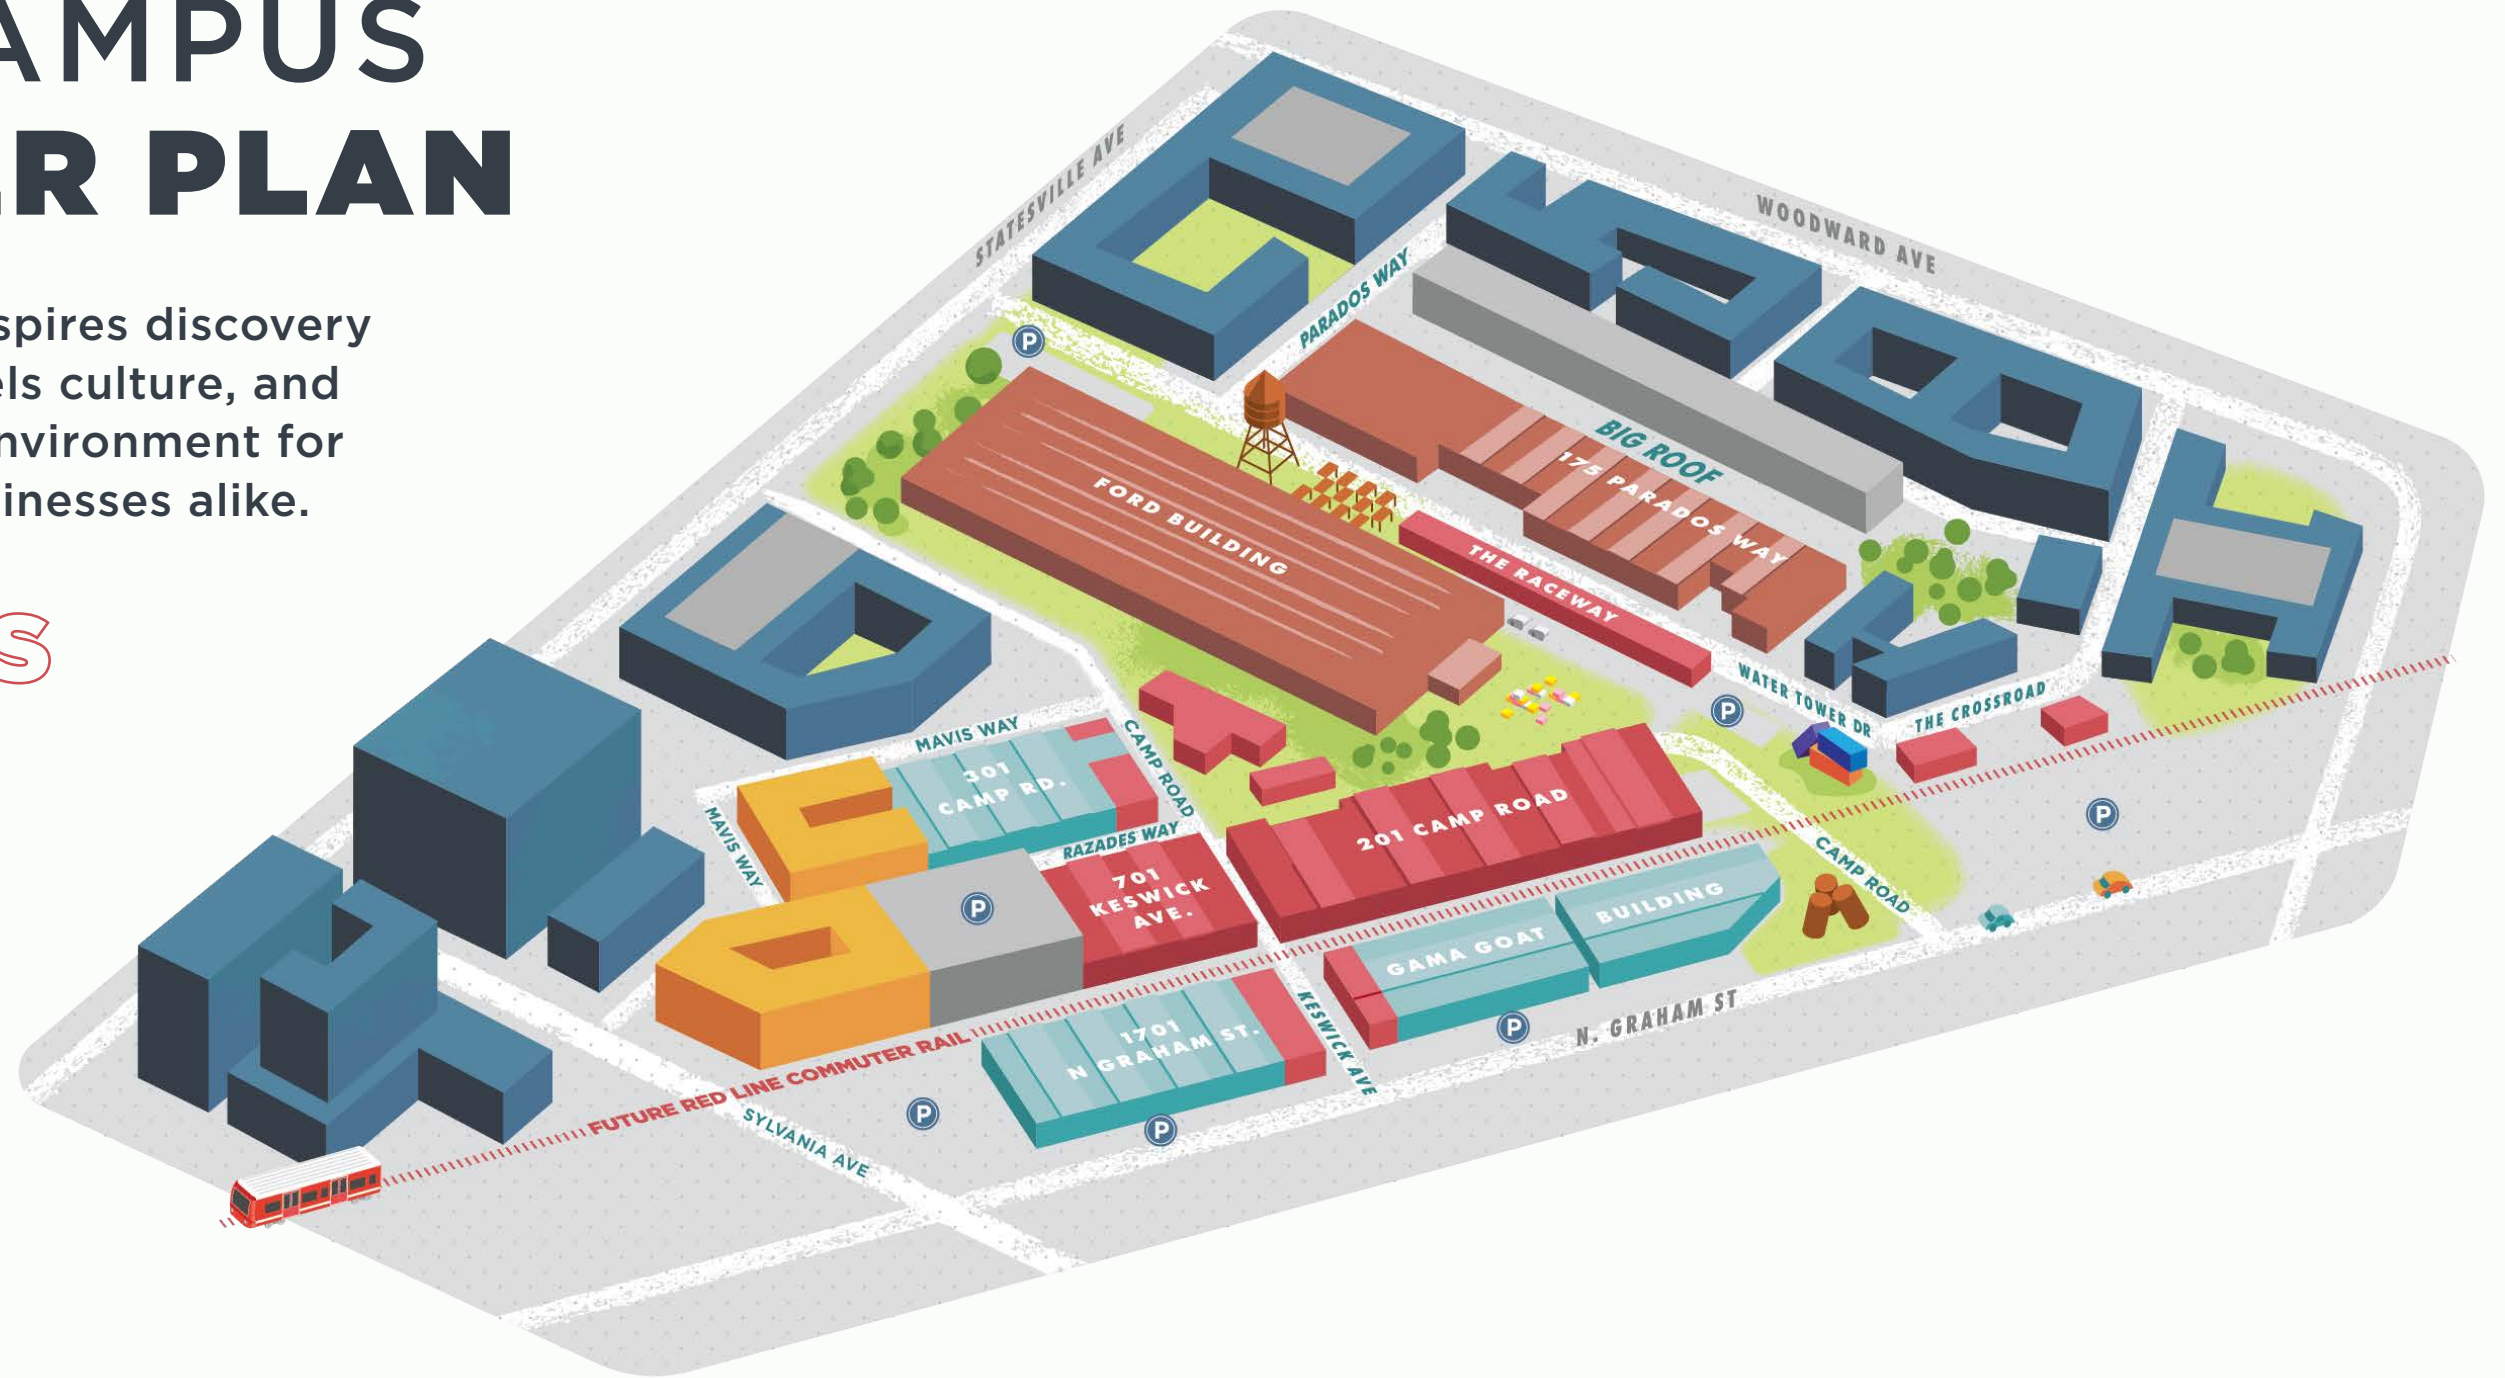 AMPUS
ER PLAN
spires discovery
els culture, and
nvironment for
inesses alike.
S
STATESVILLE AVE
WOODWARD AVE
PARADOS WAY
P
BIG ROOF
175 PARADOS WAY
FORD BUILDING
THE RACEWAY
WATER TOWER DR
THE CROSSROAD
P
MAVIS WAY
CAMP ROAD
301
CAMP RD.
MAVIS WAY
RAZADES WAY
201 CAMP ROAD
P
CAMP ROAD
701
KESWICK
AVE.
P
GAMA GOAT
BUILDING
N. GRAHAM ST
P
KESWICK AVE
1701
N GRAHAM ST.
FUTURE RED LINE COMMUTER RAIL
P
P
SYLVANIA AVE